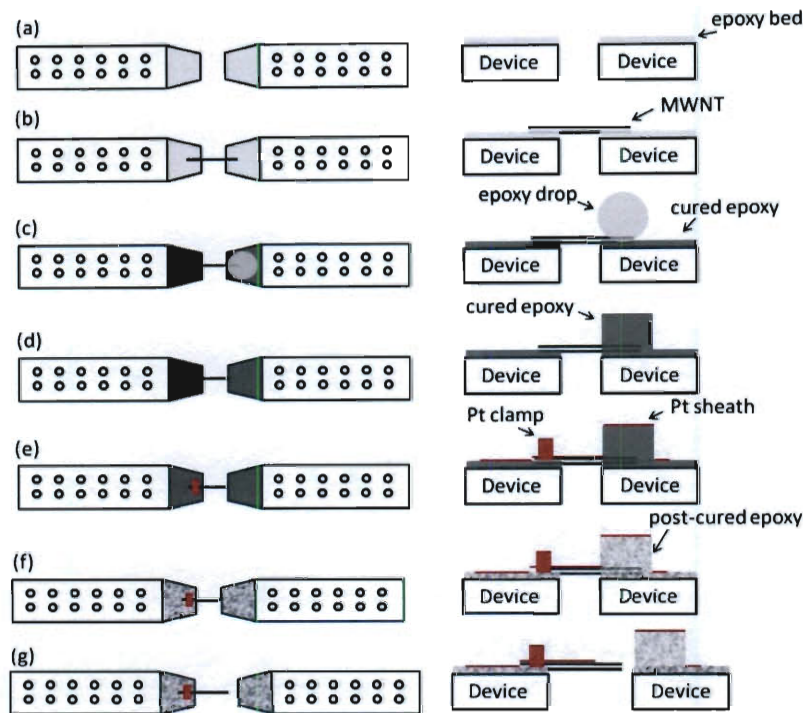 (a)
epoxy bed
Device Device
(b)
MWNT
Device Device
epoxy drop
(c)
cured epoxy
Device Device
cured epoxy
(d)
Device Device
Pt clamp
Pt sheath
(e)
Device Device
post-cured epoxy
(f)
Device Device
(g)
Device Device